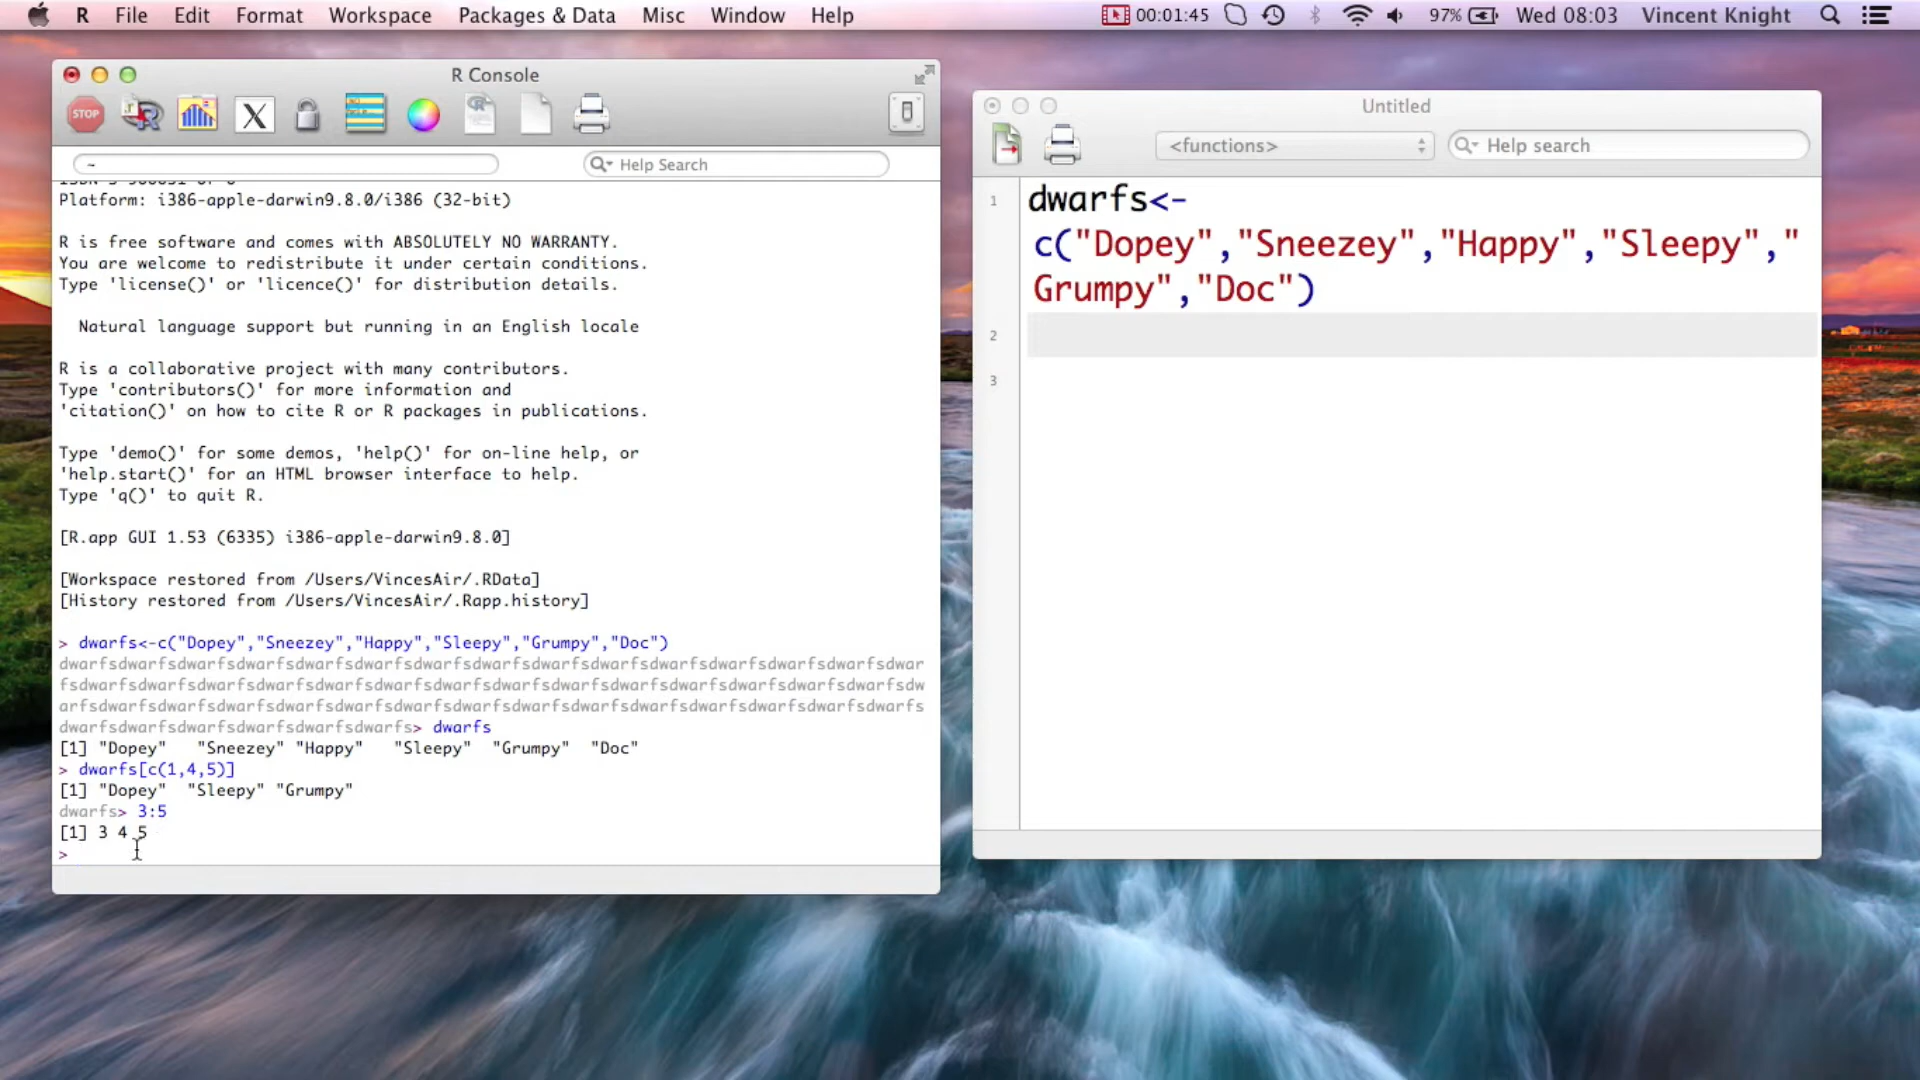 R File Edit Format Workspace Packages & Data Misc Window Help 00:01:45 97% Wed 08:03 Vincent Knight
R Console
STOP
~
Help Search
Platform: i386-apple-darwin9.8.0/i386 (32-bit)
R is free software and comes with ABSOLUTELY NO WARRANTY.
You are welcome to redistribute it under certain conditions.
Type 'license()' or 'licence()' for distribution details.
Natural language support but running in an English locale
R is a collaborative project with many contributors.
Type 'contributors()' for more information and
'citation()' on how to cite R or R packages in publications.
Type 'demo()' for some demos, 'help()' for on-line help, or
'help.start()' for an HTML browser interface to help.
Type 'q()' to quit R.
[R.app GUI 1.53 (6335) i386-apple-darwin9.8.0]
[Workspace restored from /Users/VincesAir/.RData]
[History restored from /Users/VincesAir/.Rapp.history]
> dwarfs<-c("Dopey","Sneezey","Happy","Sleepy","Grumpy","Doc")
dwarfsdwarfsdwarfsdwarfsdwarfsdwarfsdwarfsdwarfsdwarfsdwarfsdwarfsdwarfsdwarfsdwarfsdwar
fsdwarfsdwarfsdwarfsdwarfsdwarfsdwarfsdwarfsdwarfsdwarfsdwarfsdwarfsdwarfsdwarfsdwarfsdw
arfsdwarfsdwarfsdwarfsdwarfsdwarfsdwarfsdwarfsdwarfsdwarfsdwarfsdwarfsdwarfsdwarfsdwarfs
dwarfsdwarfsdwarfsdwarfsdwarfsdwarfs> dwarfs
[1] "Dopey" "Sneezey" "Happy" "Sleepy" "Grumpy" "Doc"
> dwarfs[c(1,4,5)]
[1] "Dopey" "Sleepy" "Grumpy"
dwarfs> 3:5
[1] 3 4 5
>
Untitled
<functions>
Help search
1 dwarfs<-
c("Dopey","Sneezey","Happy","Sleepy","
Grumpy","Doc")
2
3